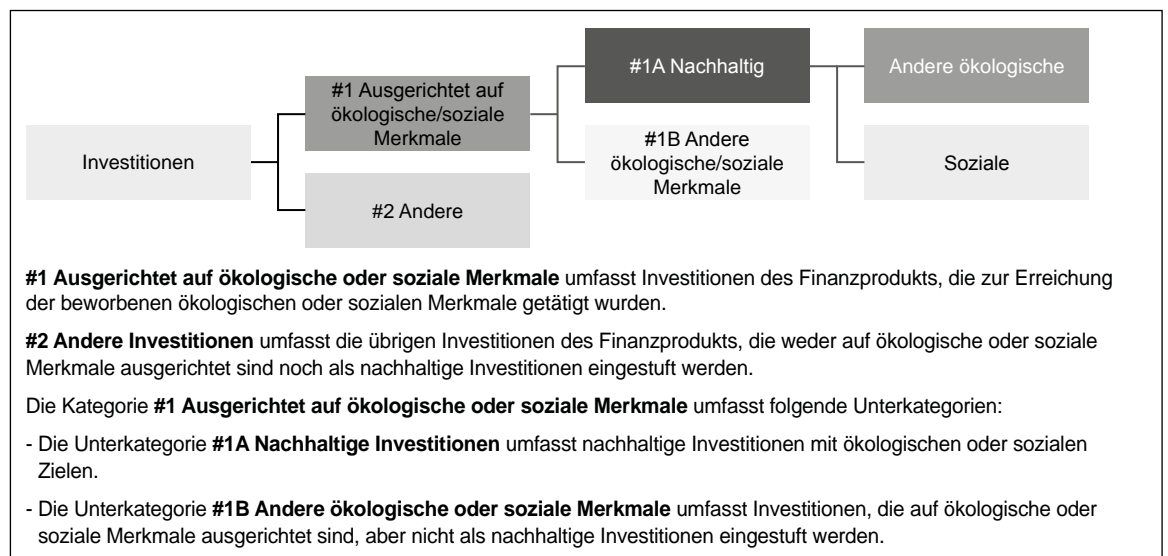 #1A Nachhaltig
Andere ökologische
#1 Ausgerichtet auf
ökologische/soziale
Merkmale
Investitionen
#1B Andere
ökologische/soziale
Merkmale
Soziale
#2 Andere
#1 Ausgerichtet auf ökologische oder soziale Merkmale umfasst Investitionen des Finanzprodukts, die zur Erreichung
der beworbenen ökologischen oder sozialen Merkmale getätigt wurden.
#2 Andere Investitionen umfasst die übrigen Investitionen des Finanzprodukts, die weder auf ökologische oder soziale
Merkmale ausgerichtet sind noch als nachhaltige Investitionen eingestuft werden.
Die Kategorie #1 Ausgerichtet auf ökologische oder soziale Merkmale umfasst folgende Unterkategorien:
- Die Unterkategorie #1A Nachhaltige Investitionen umfasst nachhaltige Investitionen mit ökologischen oder sozialen
Zielen.
- Die Unterkategorie #1B Andere ökologische oder soziale Merkmale umfasst Investitionen, die auf ökologische oder
soziale Merkmale ausgerichtet sind, aber nicht als nachhaltige Investitionen eingestuft werden.